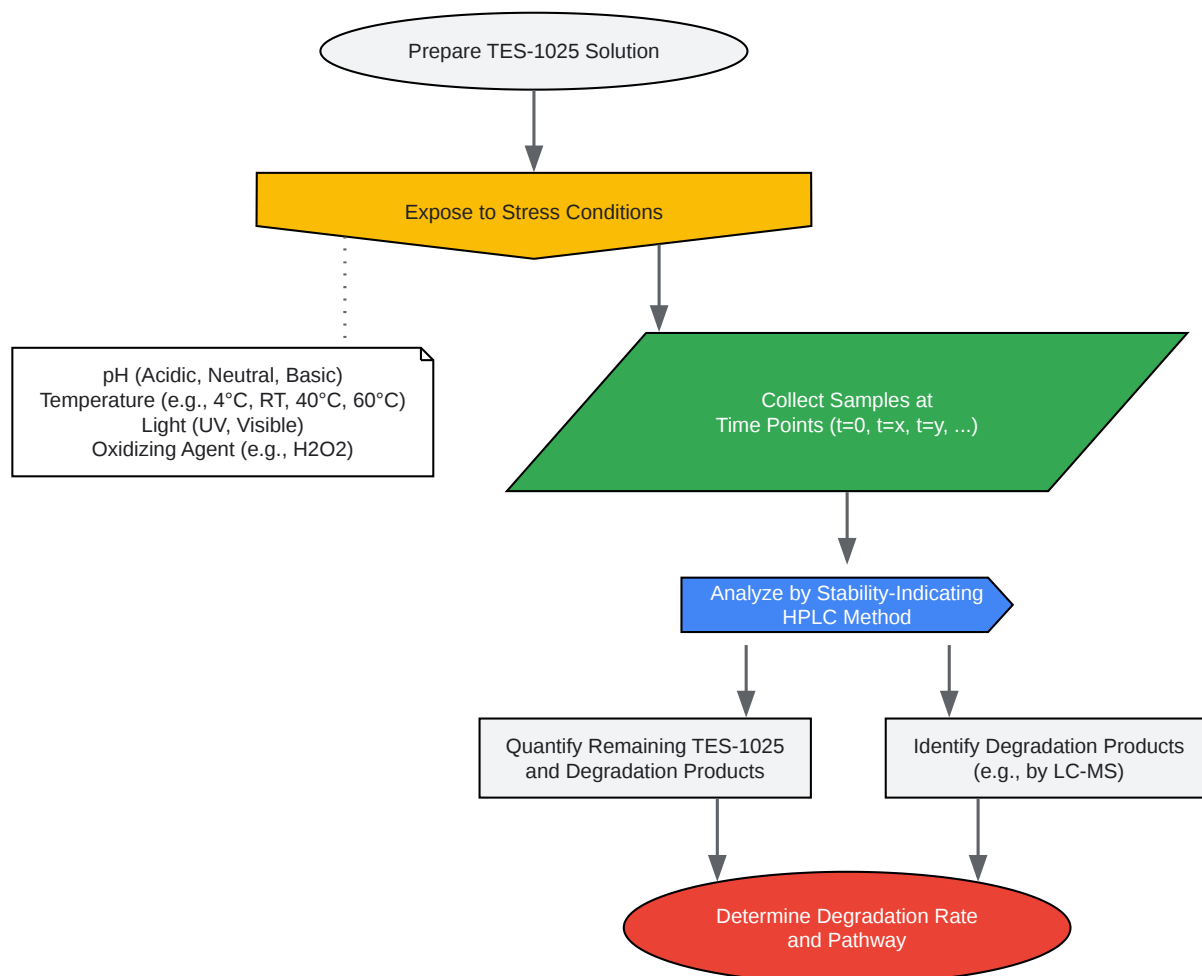 Prepare TES-1025 Solution
Expose to Stress Conditions
pH (Acidic, Neutral, Basic)
Temperature (e.g., 4°C, RT, 40°C, 60°C)
Light (UV, Visible)
Oxidizing Agent (e.g., H2O2)
Collect Samples at
Time Points (t=0, t=x, t=y, ...)
Analyze by Stability-Indicating
HPLC Method
Quantify Remaining TES-1025
and Degradation Products
Identify Degradation Products
(e.g., by LC-MS)
Determine Degradation Rate
and Pathway